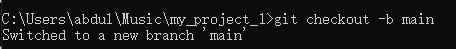 C:\Users\abdul\Music\my_project_1>git checkout -b main
Switched to a new branch 'main'